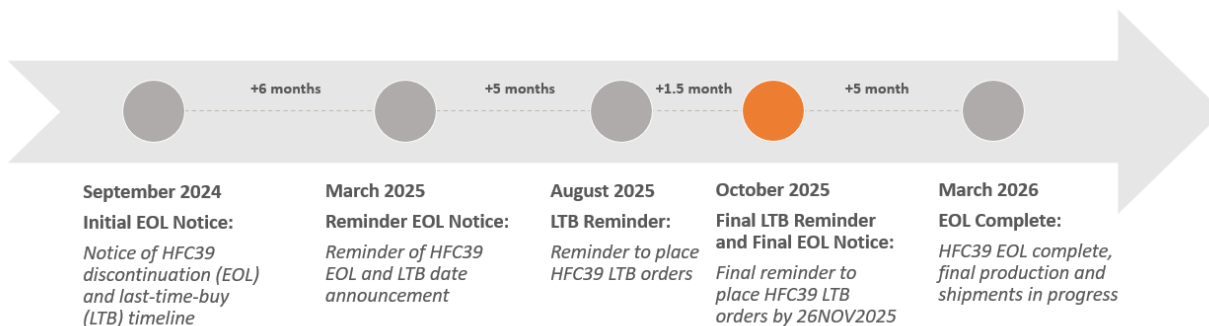 +6 months
+5 months
+1.5 month
+5 month
September 2024
Initial EOL Notice:
Notice of HFC39
discontinuation (EOL)
and last-time-buy
(LTB) timeline
March 2025
Reminder EOL Notice:
Reminder of HFC39
EOL and LTB date
announcement
August 2025
LTB Reminder:
Reminder to place
HFC39 LTB orders
October 2025
Final LTB Reminder
and Final EOL Notice:
Final reminder to
place HFC39 LTB
orders by 26NOV2025
March 2026
EOL Complete:
HFC39 EOL complete,
final production and
shipments in progress